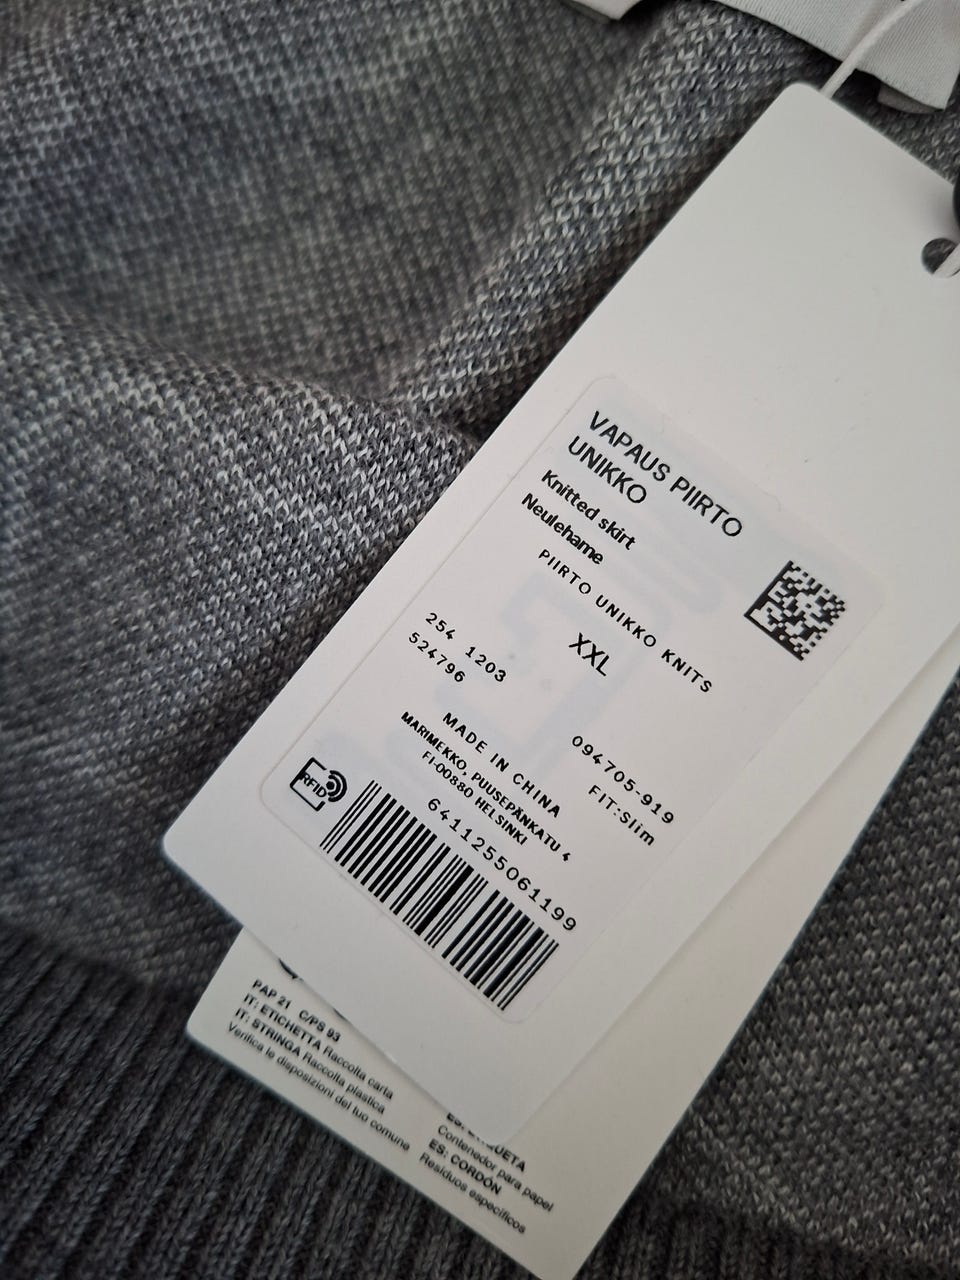 VAPAUS PIIRTO
UNIKKO
Knitted skirt
Neulehame
PIIRTO UNIKKO KNITS
XXL
254 1203
524796
094705-919
FIT:Slim
MADE IN CHINA
MARIMEKKO, PUUSEPÄNKATU 4
FI-00880 HELSINKI
RFID
6411255061199
PAP 21 C/PS 93
IT: ETICHETTA Raccolta carta
IT: STRINGA Raccolta plastica
Verifica le disposizioni del tuo comune
Contenedor para papel
ES: CORDÓN
Residuos específicos